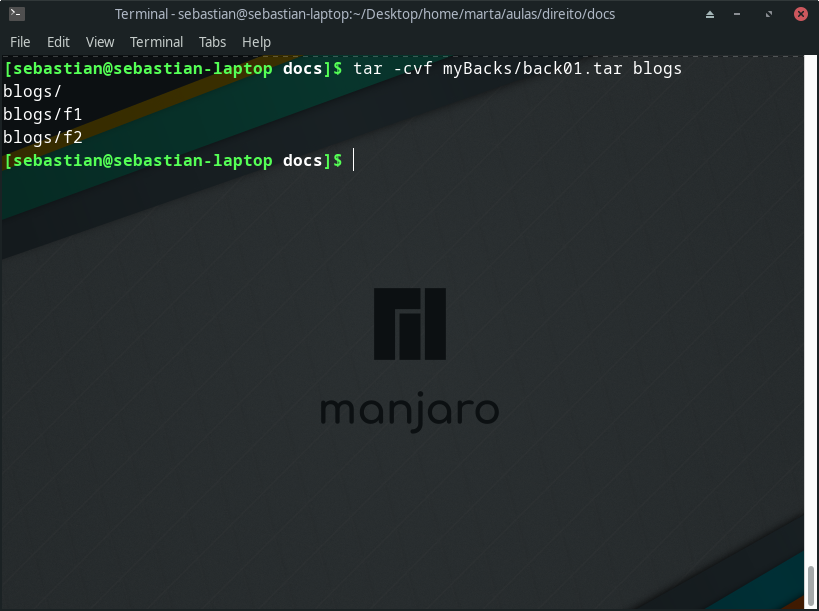 Terminal - sebastian@sebastian-laptop:~/Desktop/home/marta/aulas/direito/docs
File Edit View Terminal Tabs Help
[sebastian@sebastian-laptop docs]$ tar -cvf myBacks/back01.tar blogs
blogs/
blogs/f1
blogs/f2
[sebastian@sebastian-laptop docs]$
manjaro